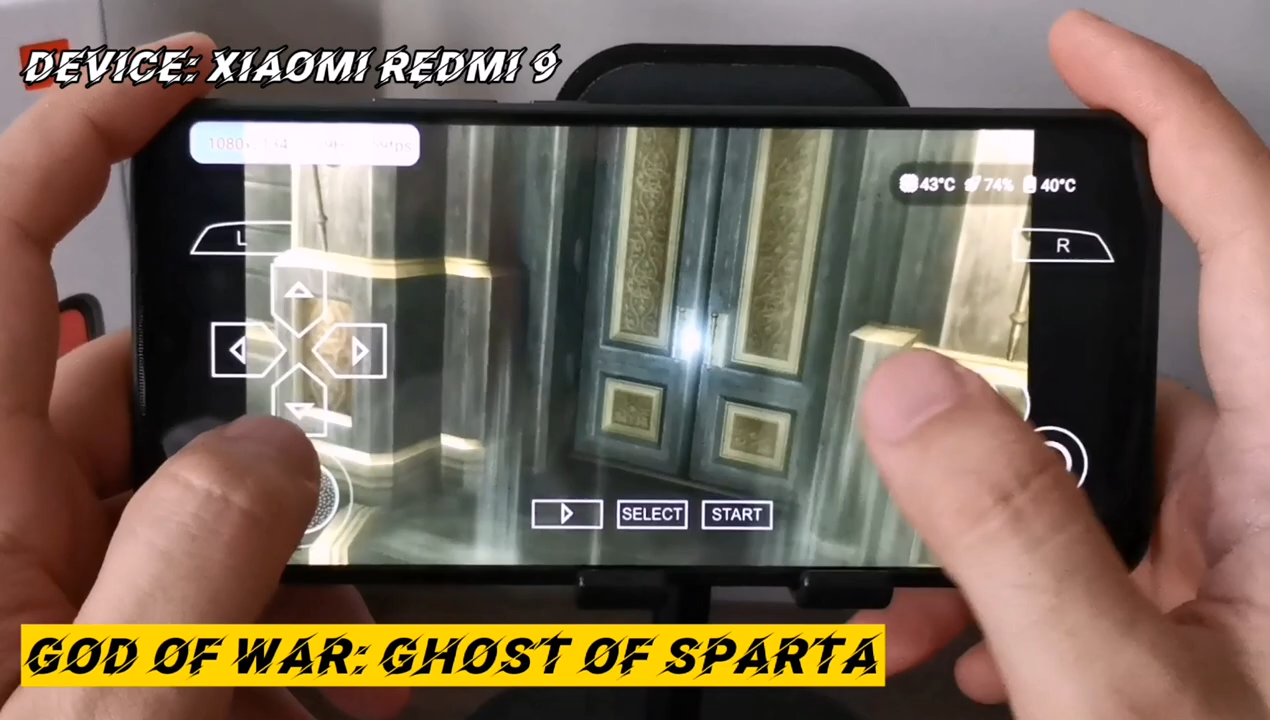 DEVICE: XIAOMI REDMI 9
43°C 74% 40°C
L
R
SELECT START
GOD OF WAR: GHOST OF SPARTA